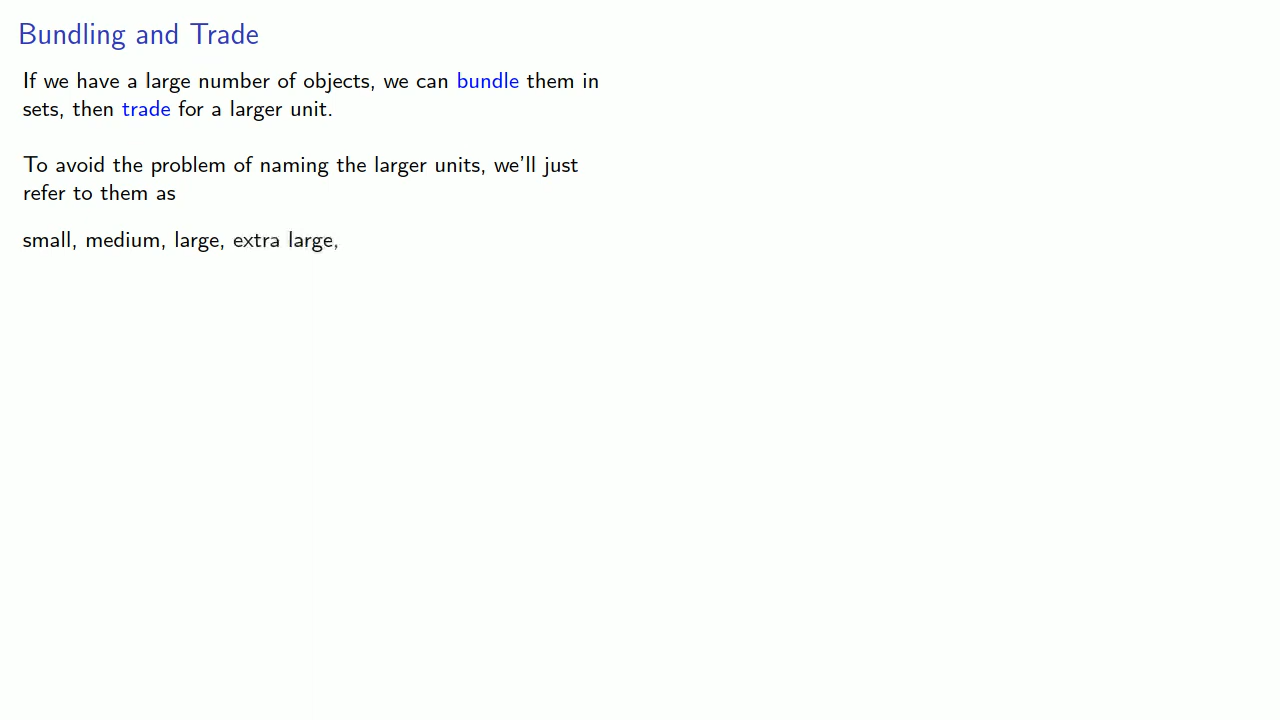 Bundling and Trade
If we have a large number of objects, we can bundle them in
sets, then trade for a larger unit.
To avoid the problem of naming the larger units, we'll just
refer to them as
small, medium, large, extra large,